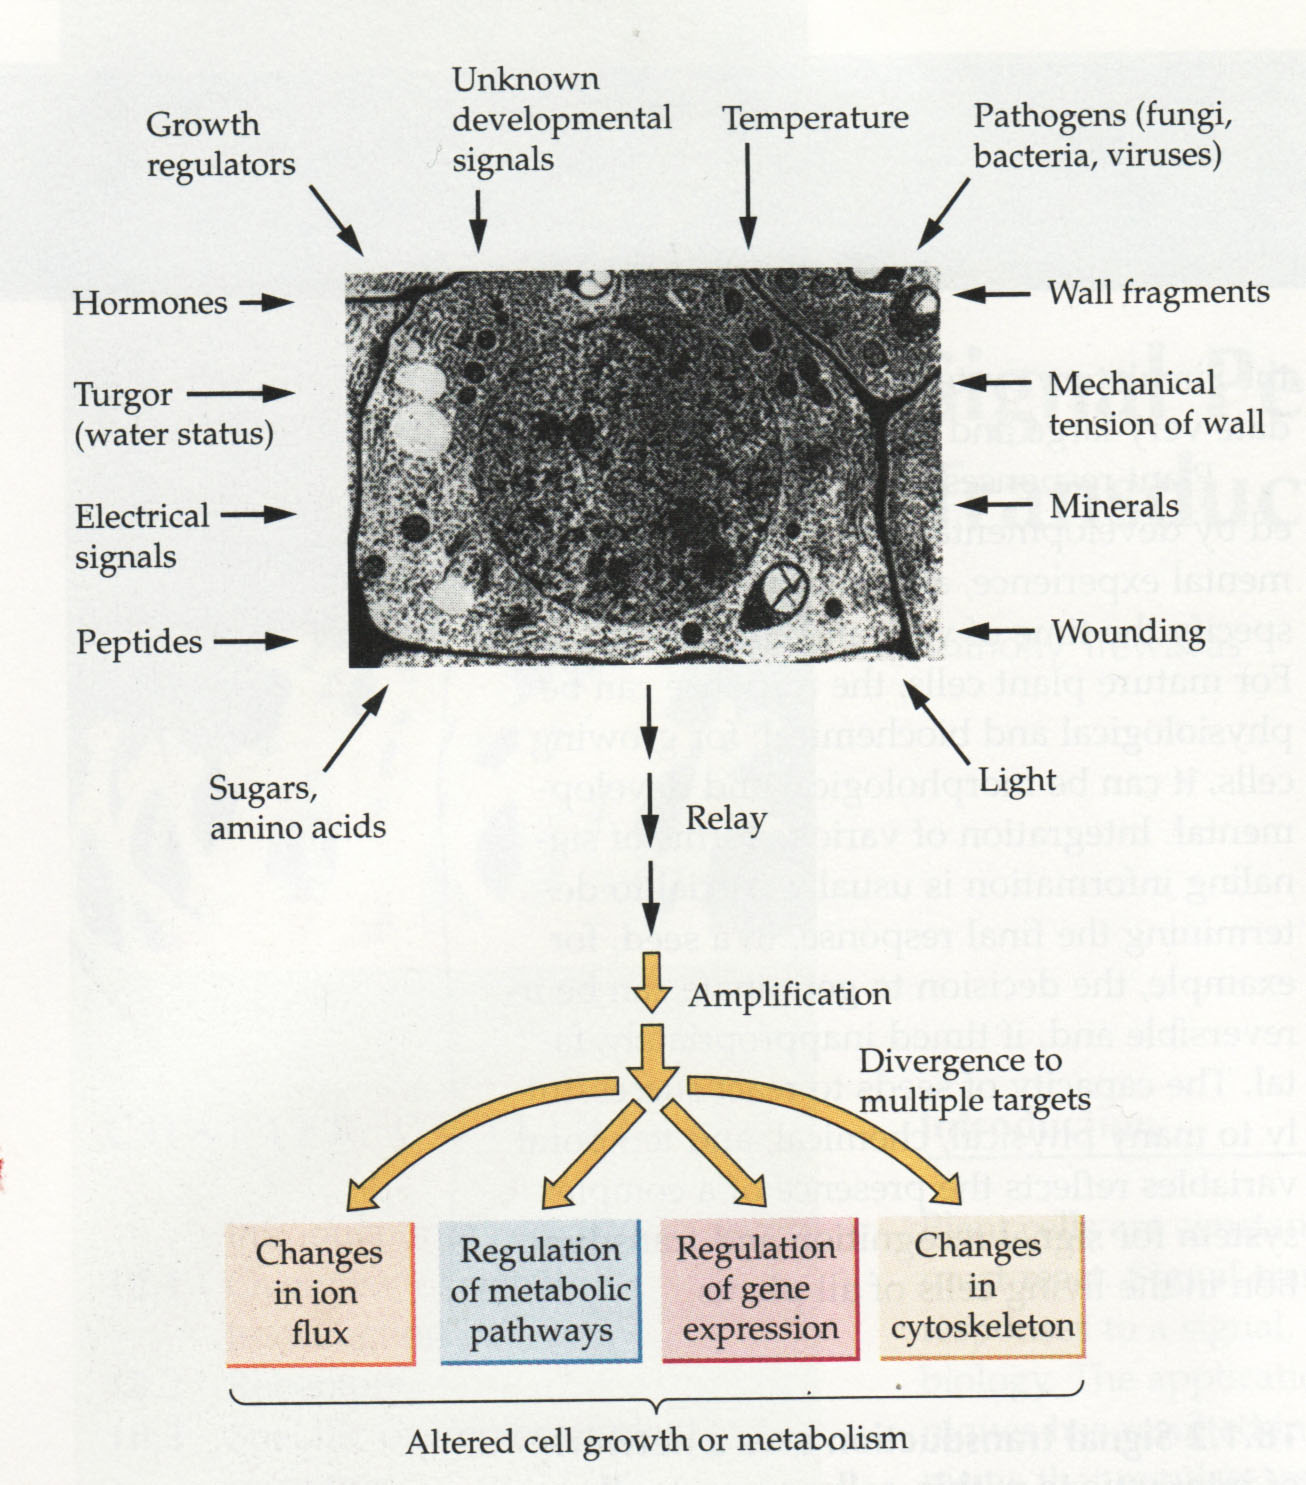 Unknown
developmental
signals
Growth
regulators
Temperature
Pathogens (fungi,
bacteria, viruses)
Hormones
Wall fragments
Turgor
(water status)
Mechanical
tension of wall
Electrical
signals
Minerals
Peptides
Wounding
Sugars,
amino acids
Light
Relay
Amplification
Divergence to
multiple targets
Changes
in ion
flux
Regulation
of metabolic
pathways
Regulation
of gene
expression
Changes
in
cytoskeleton
Altered cell growth or metabolism